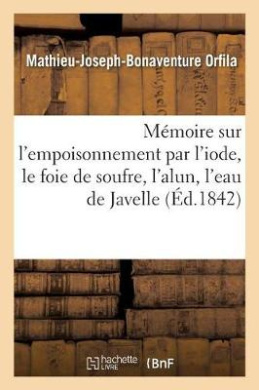 Mathieu-Joseph-Bonaventure Orfila
Mémoire sur
l'empoisonnement par l'iode, le foie
de soufre, l'alun, l'eau de Javelle
(Éd.1842)
hachette
LIVRE
(BnF